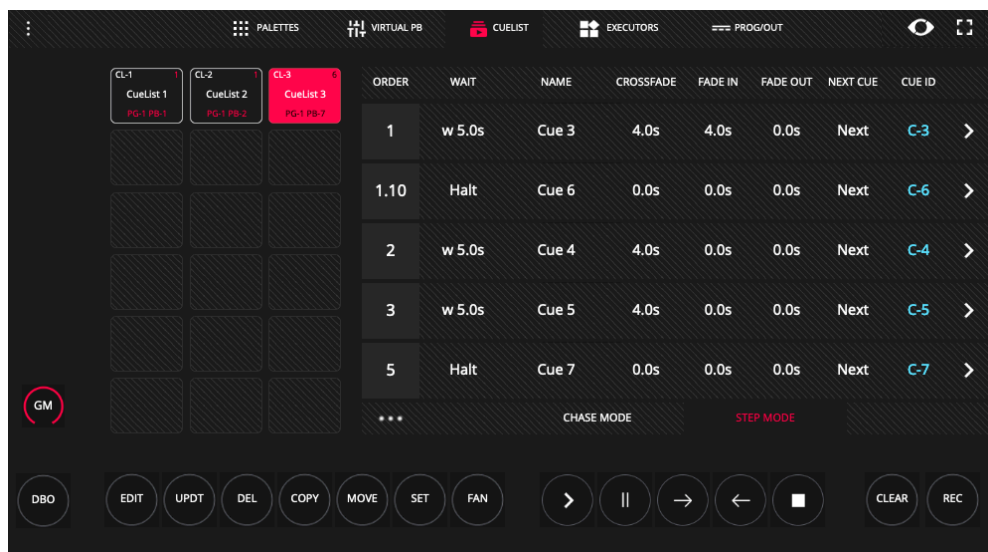 PALETTES VIRTUAL PB CUELIST EXECUTORS PROG/OUT
CL-1 1 CL-2 1 CL-3 6
CueList 1 CueList 2 CueList 3
PG-1 PB-1 PG-1 PB-2 PG-1 PB-7
ORDER WAIT NAME CROSSFADE FADE IN FADE OUT NEXT CUE CUE ID
1 w 5.0s Cue 3 4.0s 4.0s 0.0s Next C-3
1.10 Halt Cue 6 0.0s 0.0s 0.0s Next C-6
2 w 5.0s Cue 4 4.0s 0.0s 0.0s Next C-4
3 w 5.0s Cue 5 4.0s 0.0s 0.0s Next C-5
5 Halt Cue 7 0.0s 0.0s 0.0s Next C-7
GM
CHASE MODE STEP MODE
DBO EDIT UPDT DEL COPY MOVE SET FAN CLEAR REC